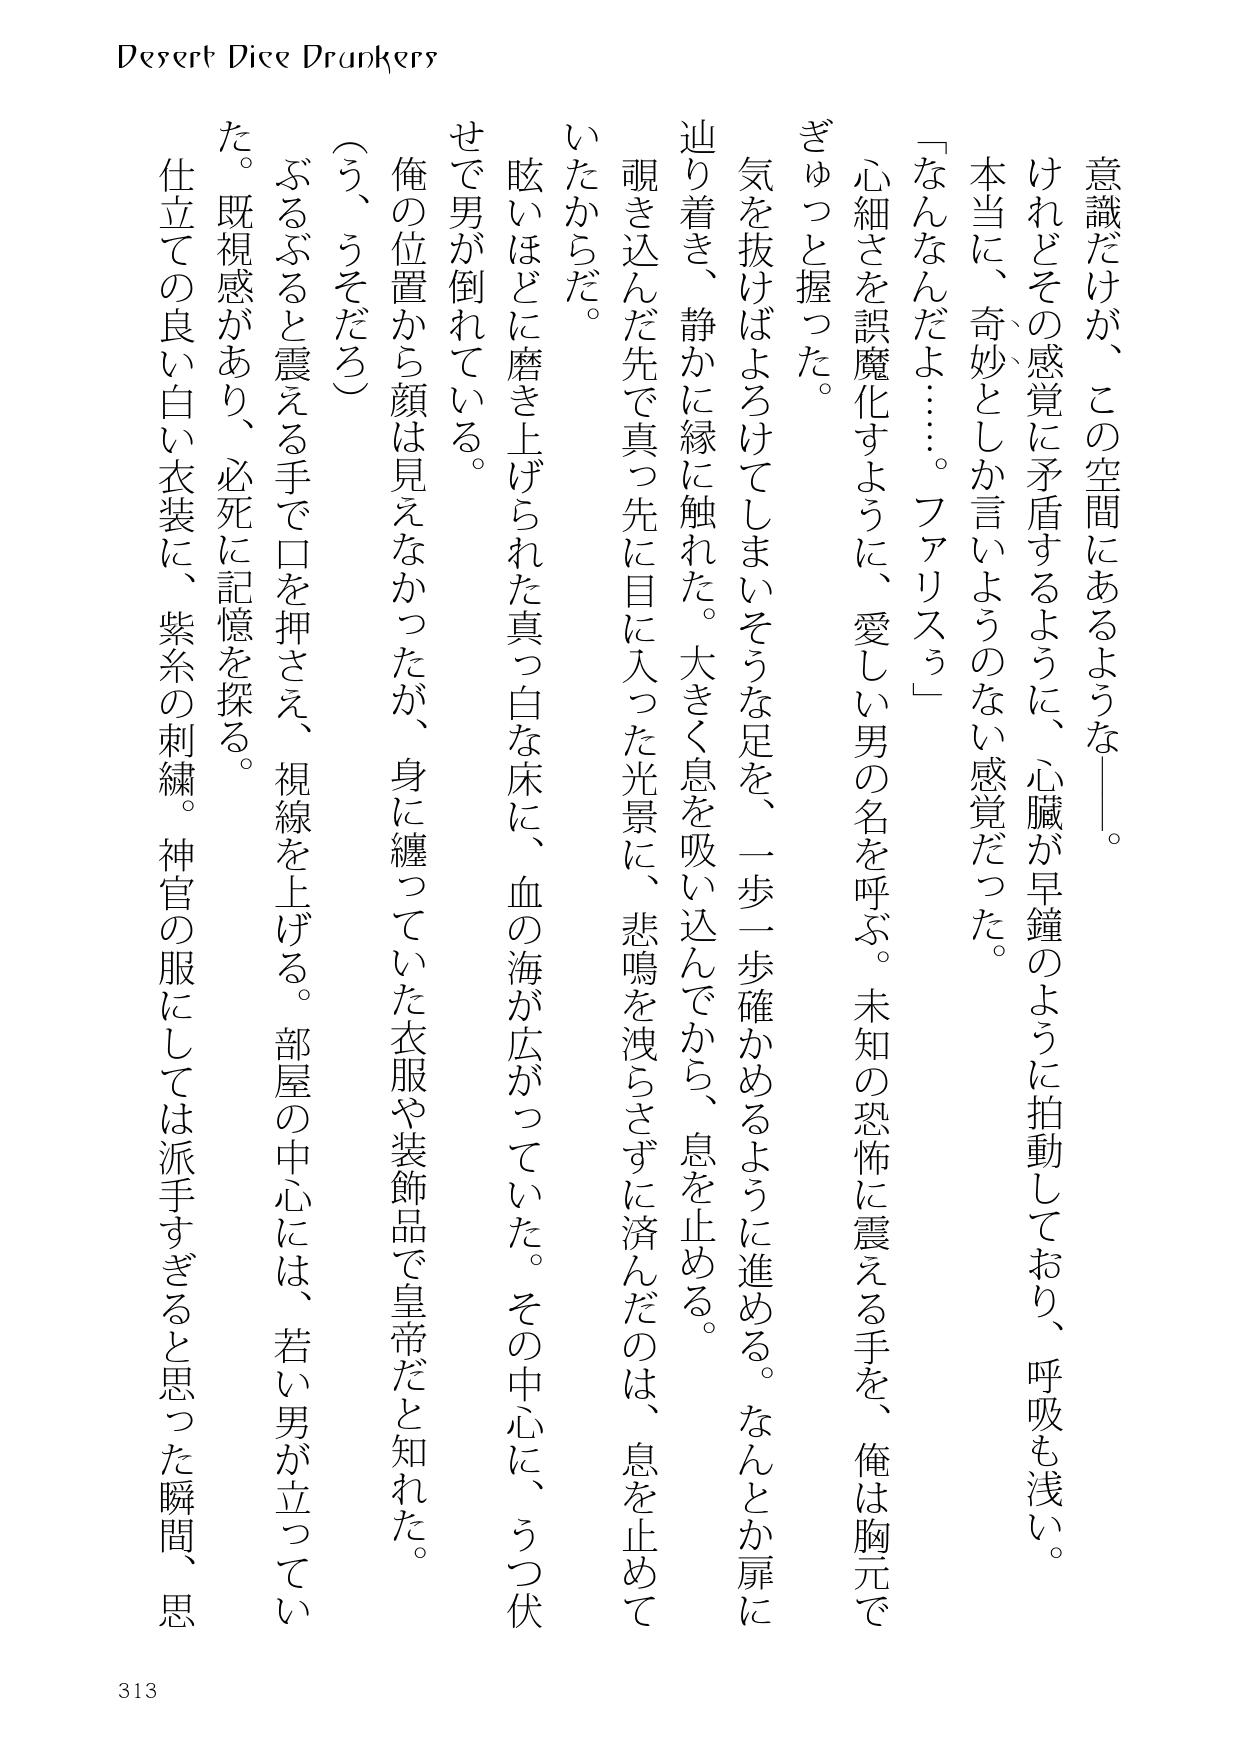 Desert Dice Drunkers
　意識だけが、この空間にあるような――。
　けれどその感覚に矛盾するように、心臓が早鐘のように拍動しており、呼吸も浅い。
　本当に、奇妙としか言いようのない感覚だった。
「なんなんだよ……。ファリスぅ」
　心細さを誤魔化すように、愛しい男の名を呼ぶ。未知の恐怖に震える手を、俺は胸元で
ぎゅっと握った。
　気を抜けばよろけてしまいそうな足を、一歩一歩確かめるように進める。なんとか扉に
辿り着き、静かに縁に触れた。大きく息を吸い込んでから、息を止める。
　覗き込んだ先で真っ先に目に入った光景に、悲鳴を洩らさずに済んだのは、息を止めて
いたからだ。
　眩いほどに磨き上げられた真っ白な床に、血の海が広がっていた。その中心に、うつ伏
せで男が倒れている。
　俺の位置から顔は見えなかったが、身に纏っていた衣服や装飾品で皇帝だと知れた。
（う、うそだろ）
　ぶるぶると震える手で口を押さえ、視線を上げる。部屋の中心には、若い男が立ってい
た。既視感があり、必死に記憶を探る。
　仕立ての良い白い衣装に、紫糸の刺繍。神官の服にしては派手すぎると思った瞬間、思
313